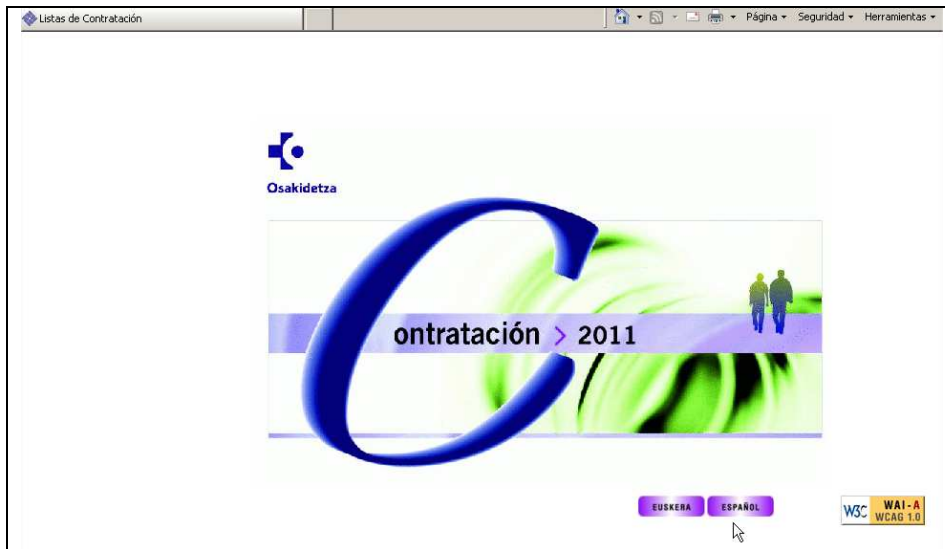 Listas de Contratación
Página Seguridad Herramientas
Osakidetza
Contratación > 2011
EUSKERA ESPAÑOL
W3C WAI-A
WCAG 1.0